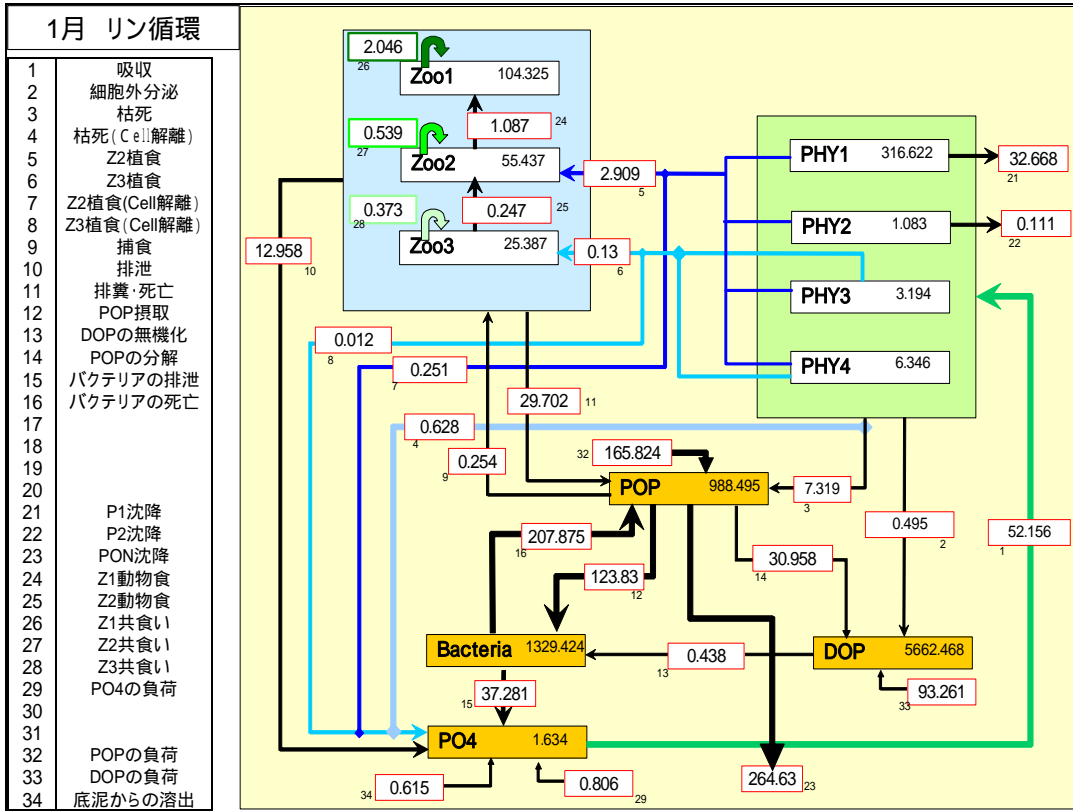 1月 リン循環
1 吸収
2 細胞外分泌
3 枯死
4 枯死(Cell解離)
5 Z2植食
6 Z3植食
7 Z2植食(Cell解離)
8 Z3植食(Cell解離)
9 捕食
10 排泄
11 排糞・死亡
12 POP摂取
13 DOPの無機化
14 POPの分解
15 バクテリアの排泄
16 バクテリアの死亡
17
18
19
20
21 P1沈降
22 P2沈降
23 PON沈降
24 Z1動物食
25 Z2動物食
26 Z1共食い
27 Z2共食い
28 Z3共食い
29 PO4の負荷
30
31
32 POPの負荷
33 DOPの負荷
34 底泥からの溶出
2.046
26
Zoo1 104.325
1.087 24
0.539
27
Zoo2 55.437
2.909
5
0.373
28
0.247 25
Zoo3 25.387
0.13
6
PHY1 316.622
32.668
21
PHY2 1.083
0.111
22
PHY3 3.194
PHY4 6.346
12.958
10
0.012
8
0.251
7
29.702 11
0.628
4
0.254
9
32 165.824
POP 988.495
7.319
3
0.495
2
52.156
1
207.875
16
123.83
12
30.958
14
Bacteria 1329.424
0.438
13
DOP 5662.468
37.281
15
93.261
33
PO4 1.634
0.615
34
0.806
29
264.63
23